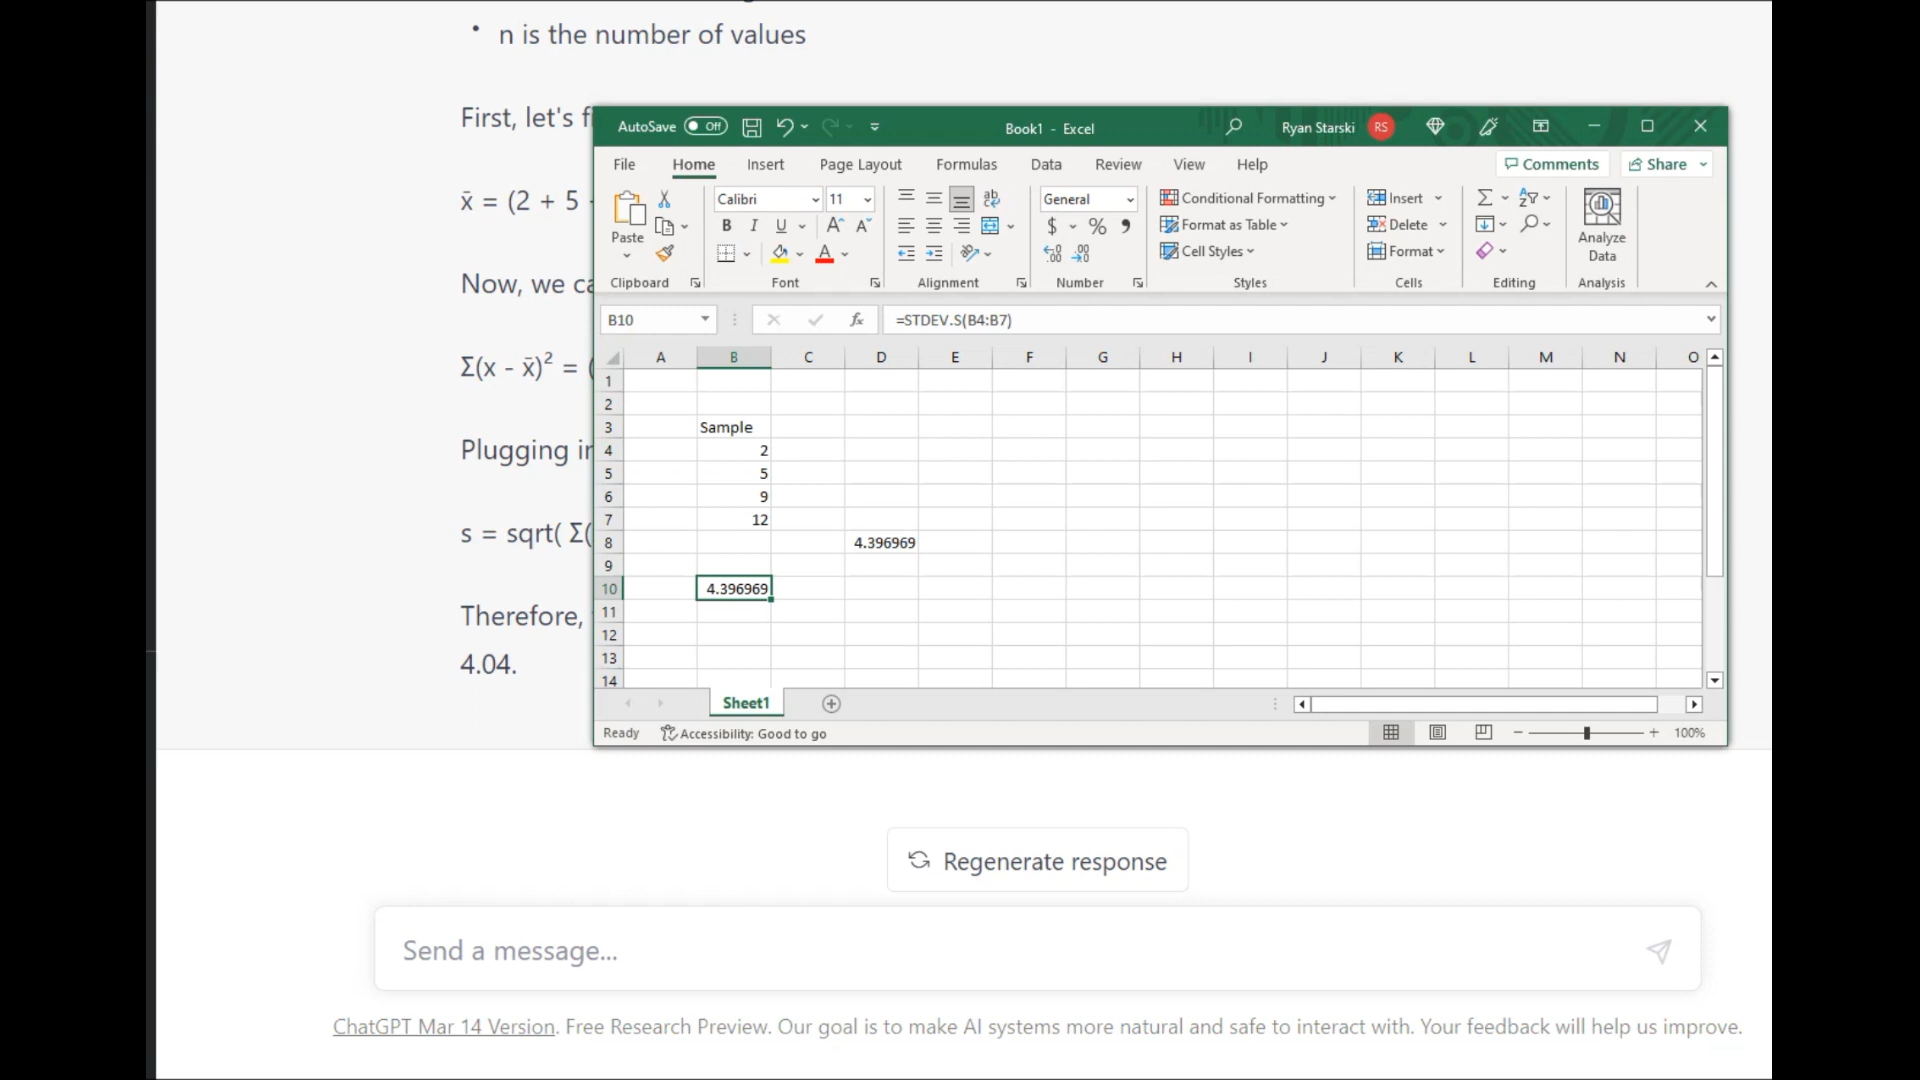 • n is the number of values
First, let's f
x̄ = (2 + 5
Now, we ca
Σ(x - x̄)² = (
Plugging in
s = sqrt( Σ(
Therefore,
4.04.
AutoSave Off
Book1 - Excel
Ryan Starski RS
File Home Insert Page Layout Formulas Data Review View Help
Comments Share
Paste
Clipboard
Calibri 11
B I U A A
A
Font
ab
Alignment
General
$ % ,
.00 .00
Number
Conditional Formatting
Format as Table
Cell Styles
Styles
Insert
Delete
Format
Cells
Σ
Editing
Analyze
Data
Analysis
B10 fx =STDEV.S(B4:B7)
A B C D E F G H I J K L M N O
1
2
3 Sample
4 2
5 5
6 9
7 12
8 4.396969
9
10 4.396969
11
12
13
14
Sheet1
Ready Accessibility: Good to go 100%
Regenerate response
Send a message...
ChatGPT Mar 14 Version. Free Research Preview. Our goal is to make AI systems more natural and safe to interact with. Your feedback will help us improve.